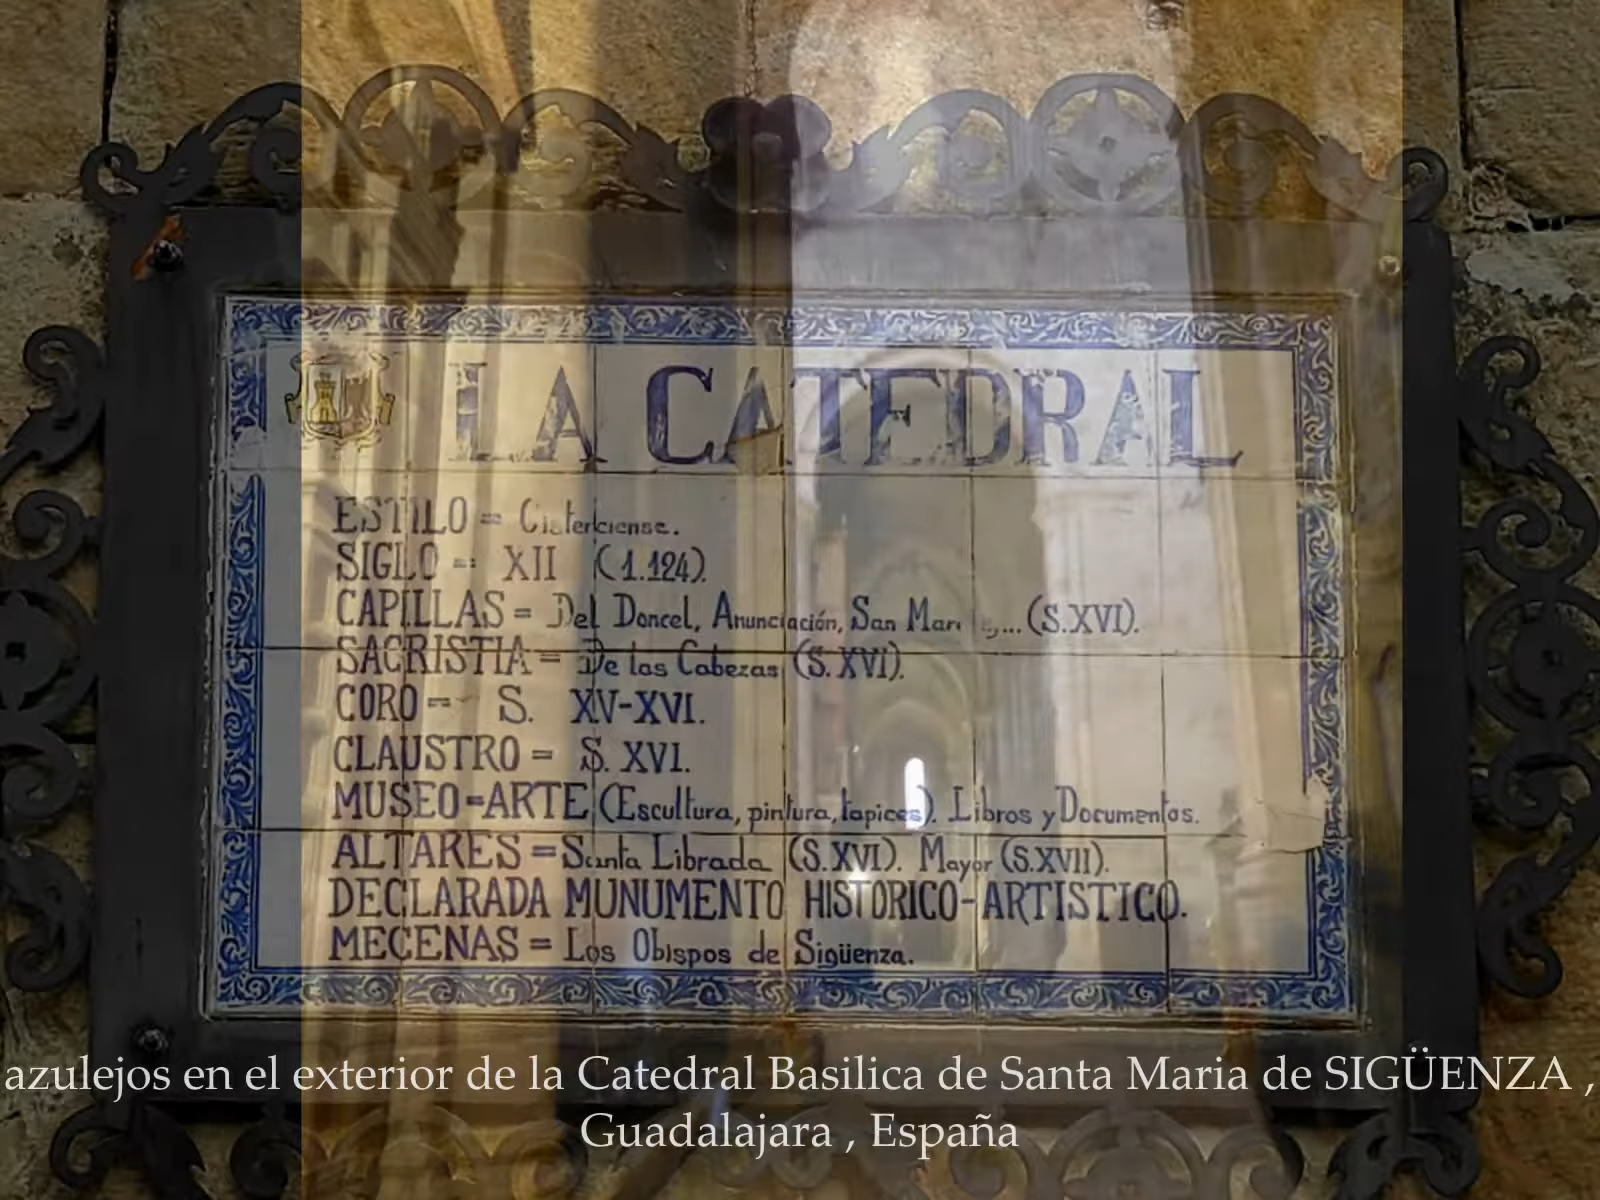 LA CATEDRAL
ESTILO = Cisterciense.
SIGLO = XII (1.124).
CAPILLAS = Del Doncel, Anunciación, San Marcos,... (S.XVI).
SACRISTIA = De las Cabezas (S. XVI).
CORO = S. XV-XVI.
CLAUSTRO = S. XVI.
MUSEO=ARTE (Escultura, pintura, tapices). Libros y Documentos.
ALTARES = Santa Librada (S.XVI). Mayor (S.XVII).
DECLARADA MUNUMENTO HISTORICO-ARTISTICO.
MECENAS = Los Obispos de Sigüenza.
azulejos en el exterior de la Catedral Basilica de Santa Maria de SIGÜENZA ,
Guadalajara , España